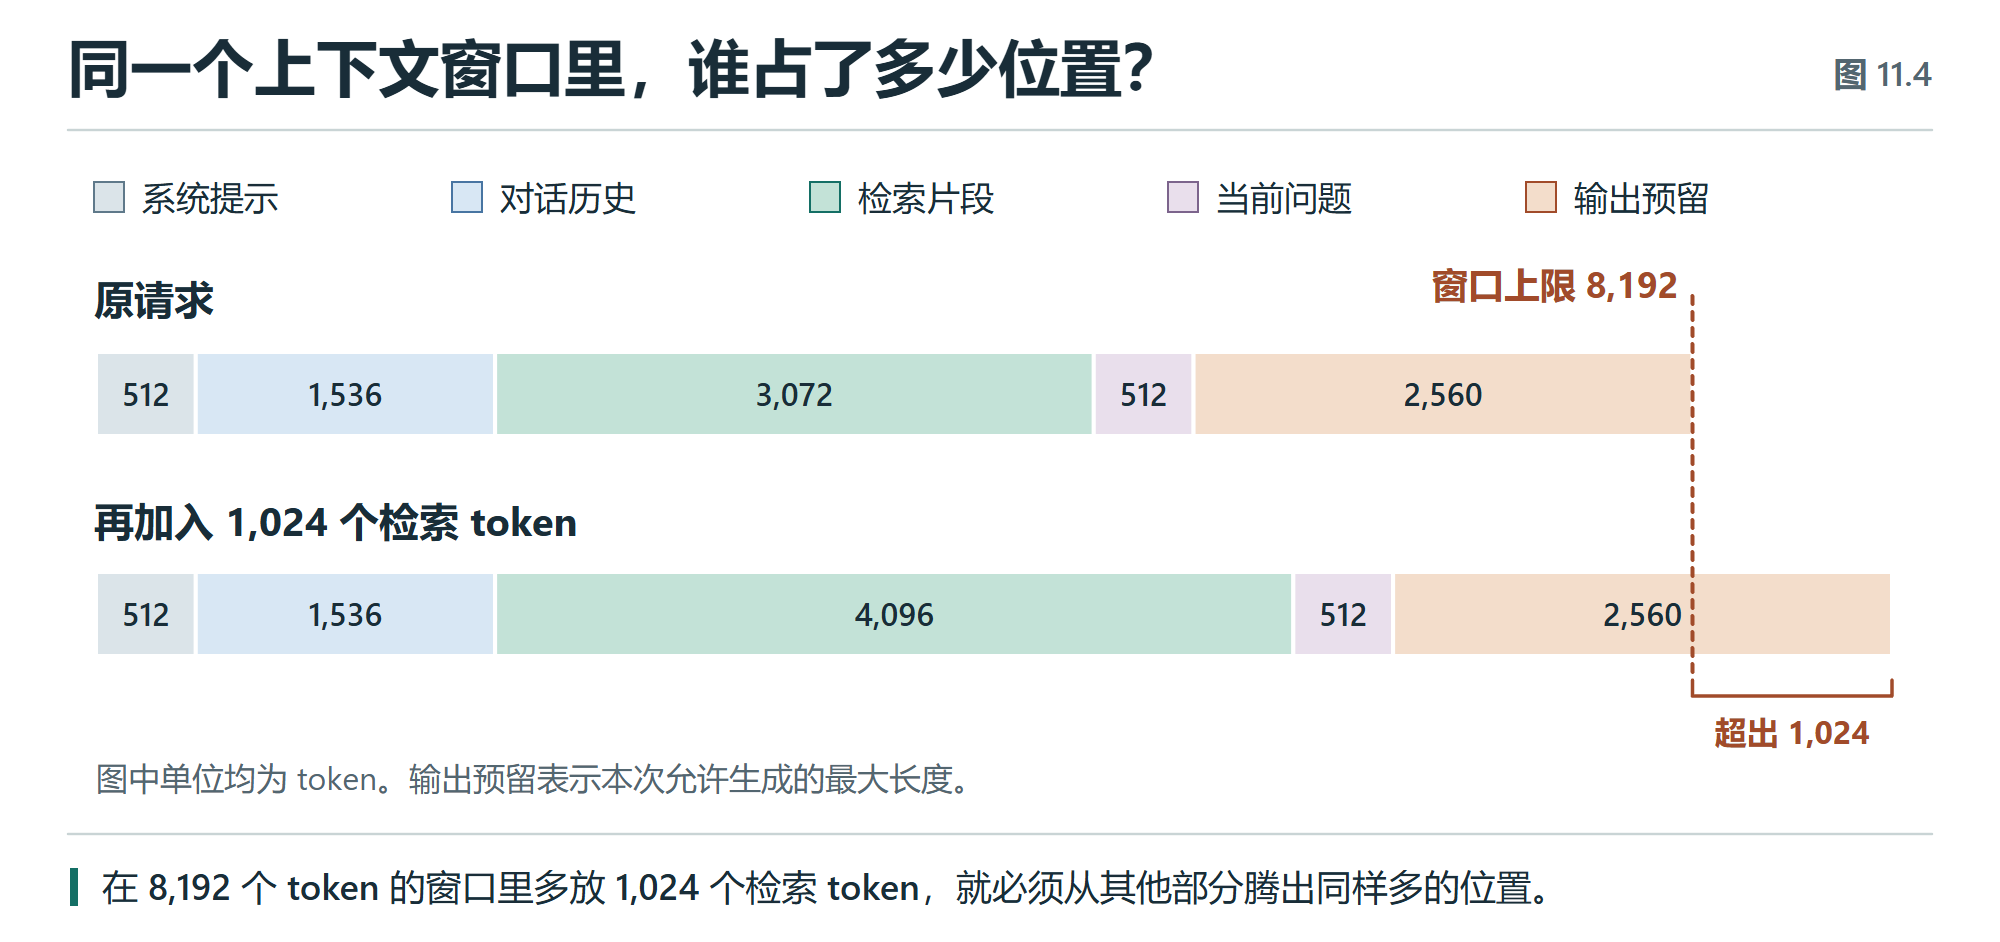 同一个上下文窗口里，谁占了多少位置？
图 11.4
系统提示
对话历史
检索片段
当前问题
输出预留
原请求
窗口上限 8,192
512
1,536
3,072
512
2,560
再加入 1,024 个检索 token
512
1,536
4,096
512
2,560
超出 1,024
图中单位均为 token。输出预留表示本次允许生成的最大长度。
在 8,192 个 token 的窗口里多放 1,024 个检索 token，就必须从其他部分腾出同样多的位置。